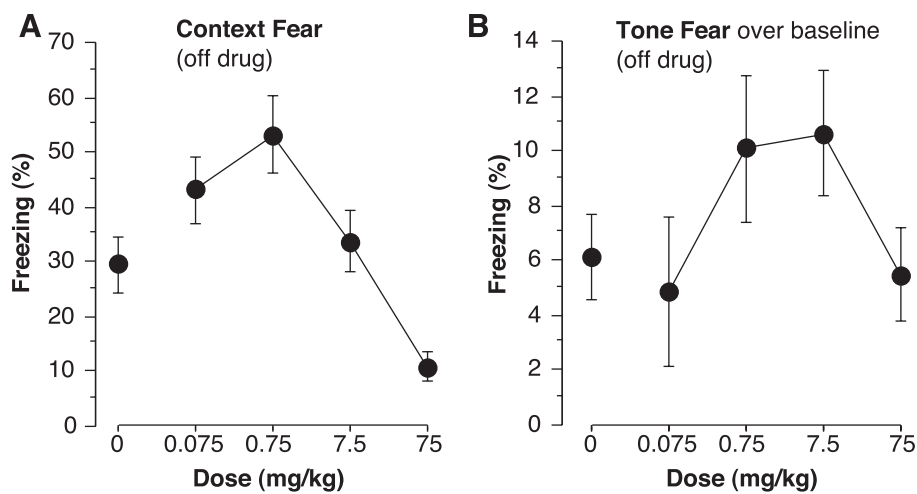 A
Context Fear
(off drug)
Freezing (%)
70
60
50
40
30
20
10
0
0 0.075 0.75 7.5 75
Dose (mg/kg)
B
Tone Fear over baseline
(off drug)
Freezing (%)
14
12
10
8
6
4
2
0
0 0.075 0.75 7.5 75
Dose (mg/kg)